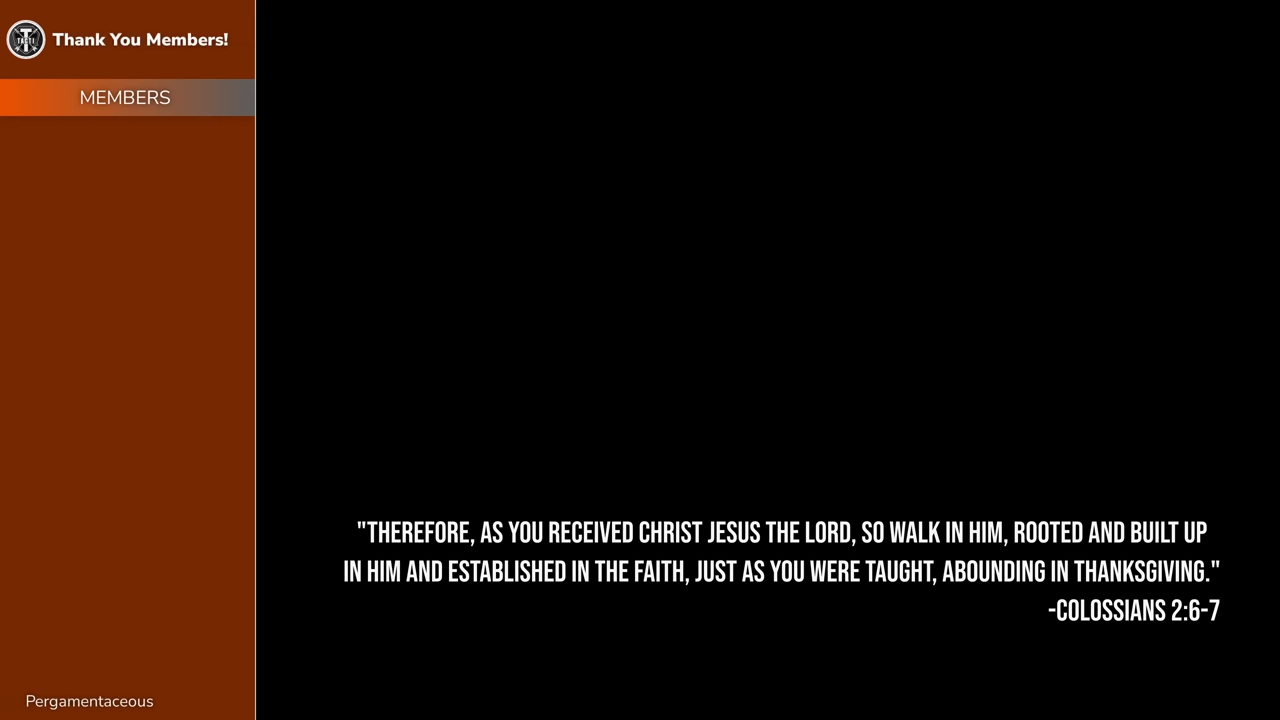 TACTI
Thank You Members!
MEMBERS
"THEREFORE, AS YOU RECEIVED CHRIST JESUS THE LORD, SO WALK IN HIM, ROOTED AND BUILT UP
IN HIM AND ESTABLISHED IN THE FAITH, JUST AS YOU WERE TAUGHT, ABOUNDING IN THANKSGIVING."
-COLOSSIANS 2:6-7
Pergamentaceous